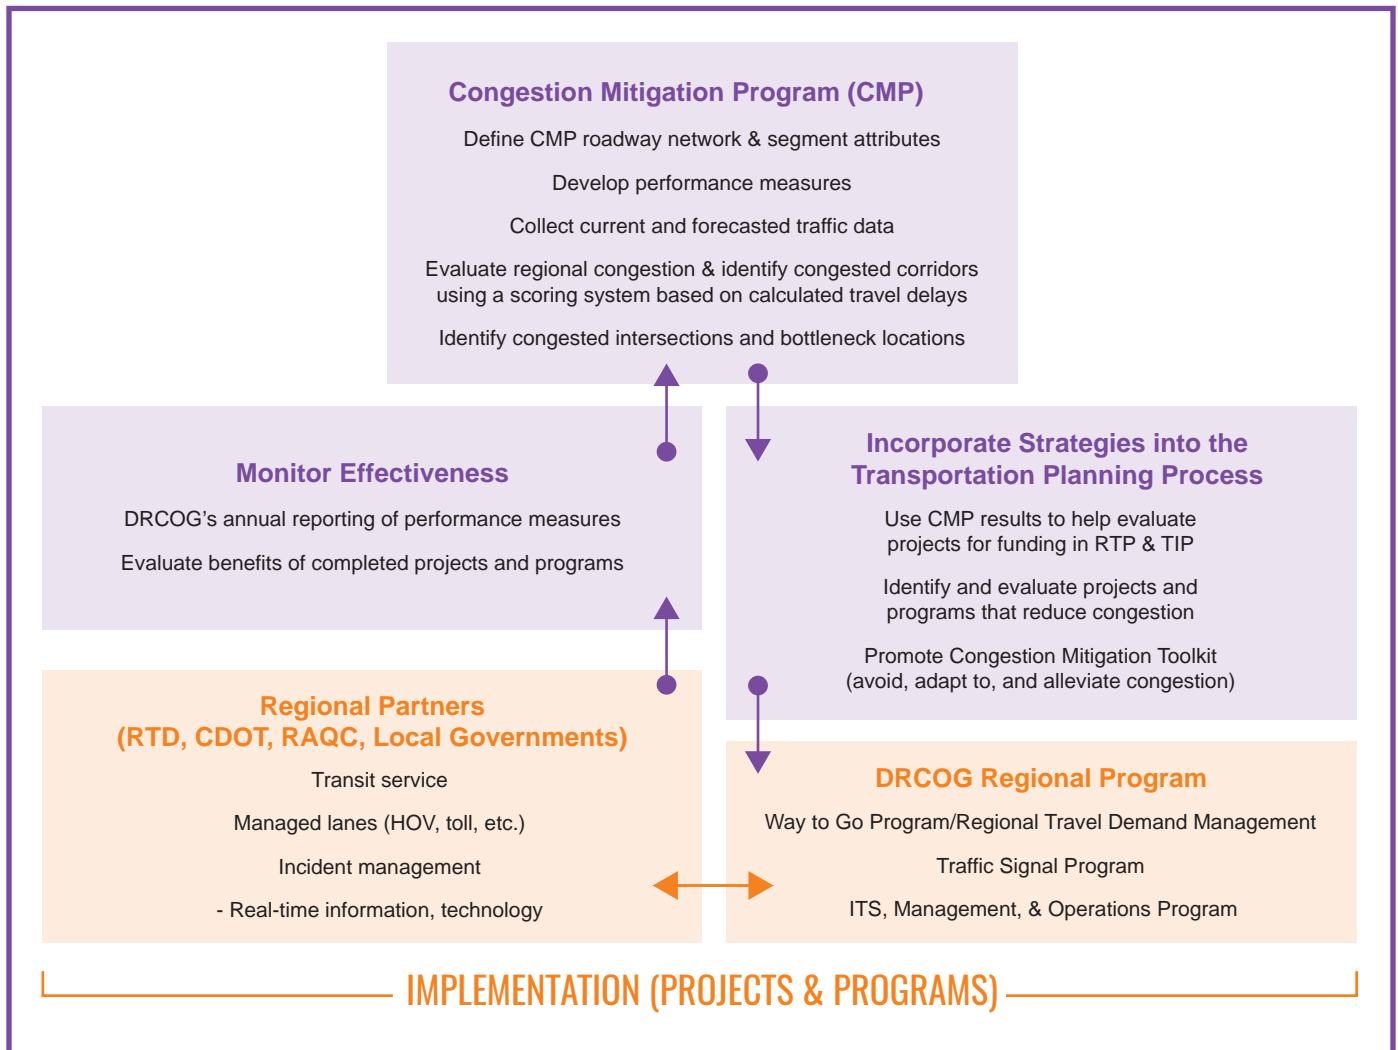 Congestion Mitigation Program (CMP)
Define CMP roadway network & segment attributes
Develop performance measures
Collect current and forecasted traffic data
Evaluate regional congestion & identify congested corridors
using a scoring system based on calculated travel delays
Identify congested intersections and bottleneck locations
Monitor Effectiveness
DRCOG’s annual reporting of performance measures
Evaluate benefits of completed projects and programs
Incorporate Strategies into the
Transportation Planning Process
Use CMP results to help evaluate
projects for funding in RTP & TIP
Identify and evaluate projects and
programs that reduce congestion
Promote Congestion Mitigation Toolkit
(avoid, adapt to, and alleviate congestion)
Regional Partners
(RTD, CDOT, RAQC, Local Governments)
Transit service
Managed lanes (HOV, toll, etc.)
Incident management
- Real-time information, technology
DRCOG Regional Program
Way to Go Program/Regional Travel Demand Management
Traffic Signal Program
ITS, Management, & Operations Program
IMPLEMENTATION (PROJECTS & PROGRAMS)